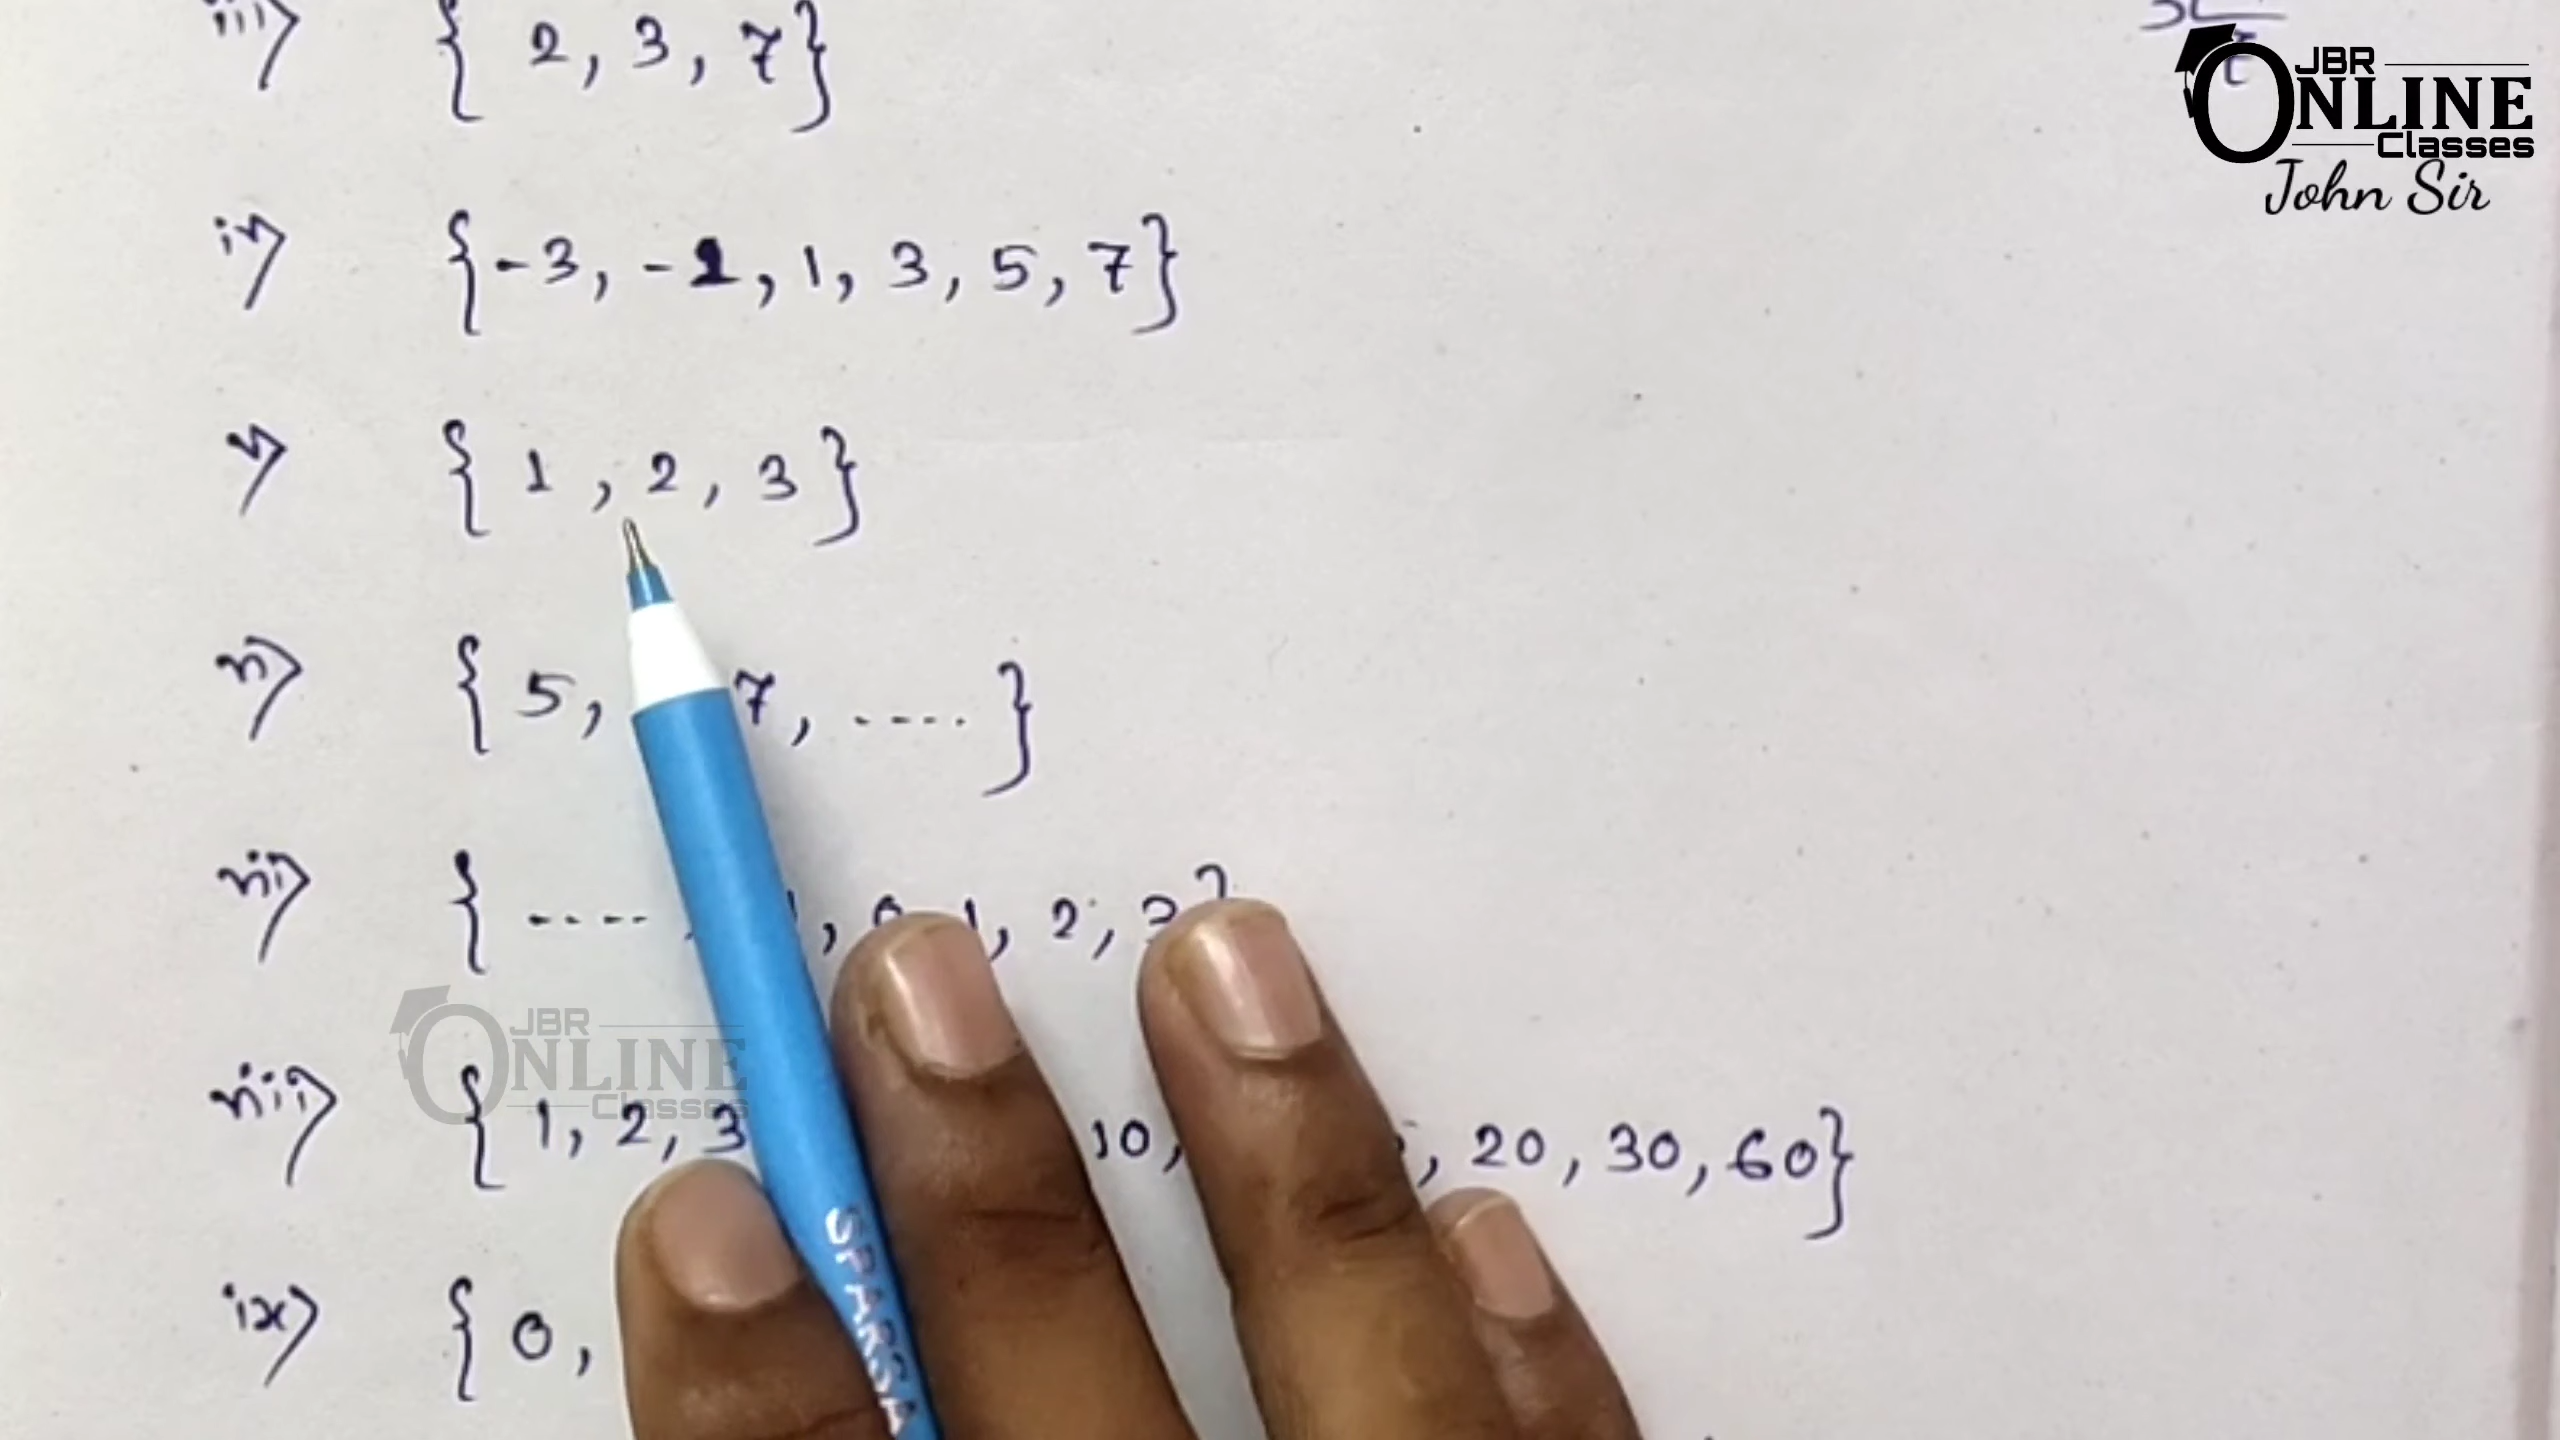 iii) { 2, 3, 7}
iv) {-3, -1, 1, 3, 5, 7}
v) { 1, 2, 3 }
vi) { 5, 7, .... }
vii) { .... 1, 2, 3}
viii) { 1, 2, 3 10, , 20, 30, 60}
ix) { 0,
JBR
ONLINE
Classes
John Sir
JBR
ONLINE
Classes
SPARSA